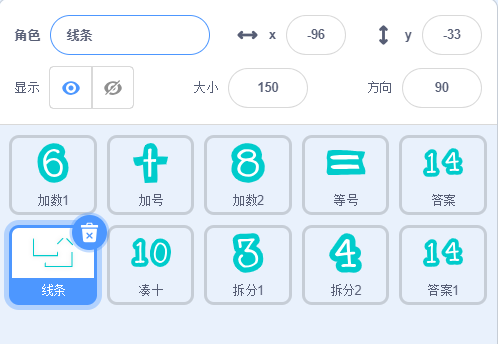 角色 线条 x -96 y -33
显示 大小 150 方向 90
6 + 8 = 14
加数1 加号 加数2 等号 答案
10 3 4 14
线条 凑十 拆分1 拆分2 答案1